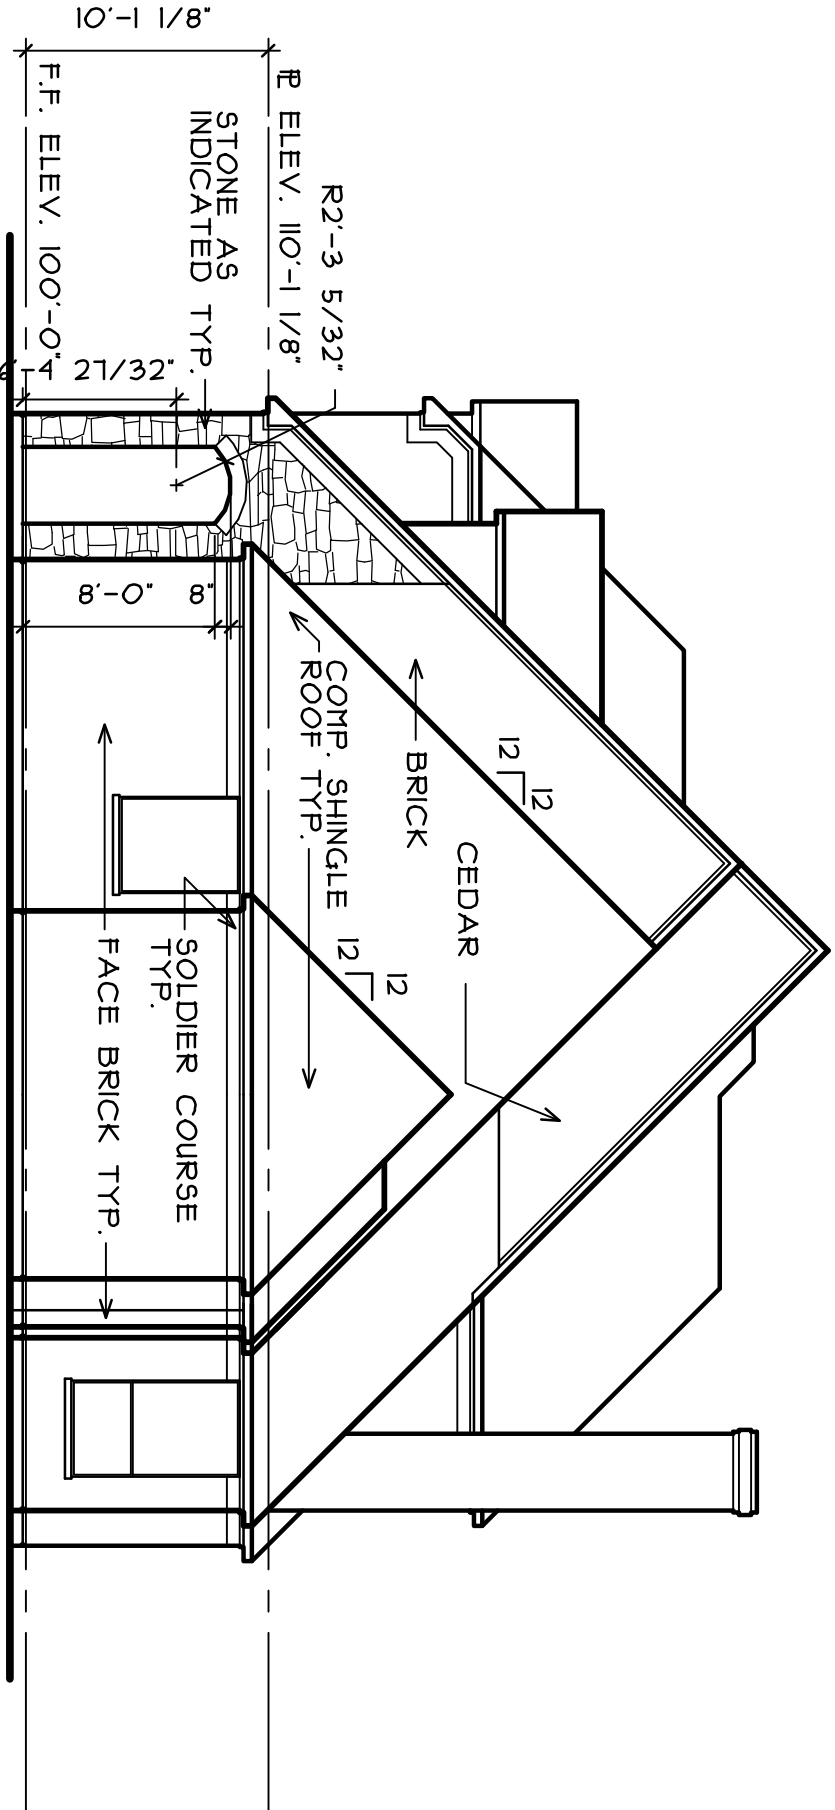 10'-1 1/8"
℄ ELEV. 110'-1 1/8"
F.F. ELEV. 100'-0"
STONE AS
INDICATED TYP.
R2'-3 5/32"
'-4 27/32"
8'-0"
8"
COMP. SHINGLE
ROOF TYP.
BRICK
12
12
CEDAR
12
12
SOLDIER COURSE
TYP.
FACE BRICK TYP.